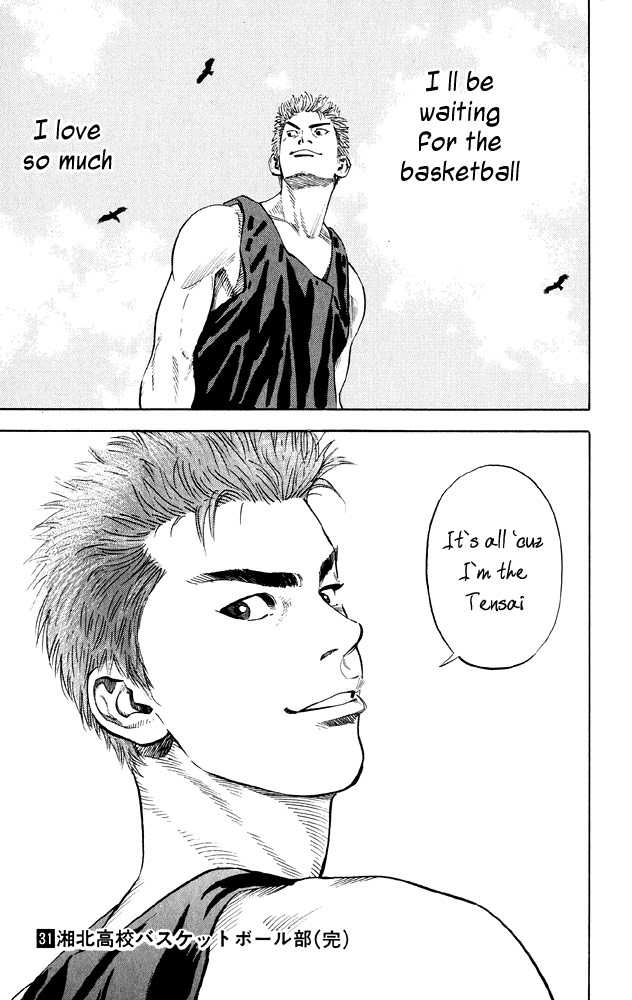 I ll be
waiting
for the
basketball
I love
so much
It's all 'cuz
I'm the
Tensai
31湘北高校バスケットボール部(完)